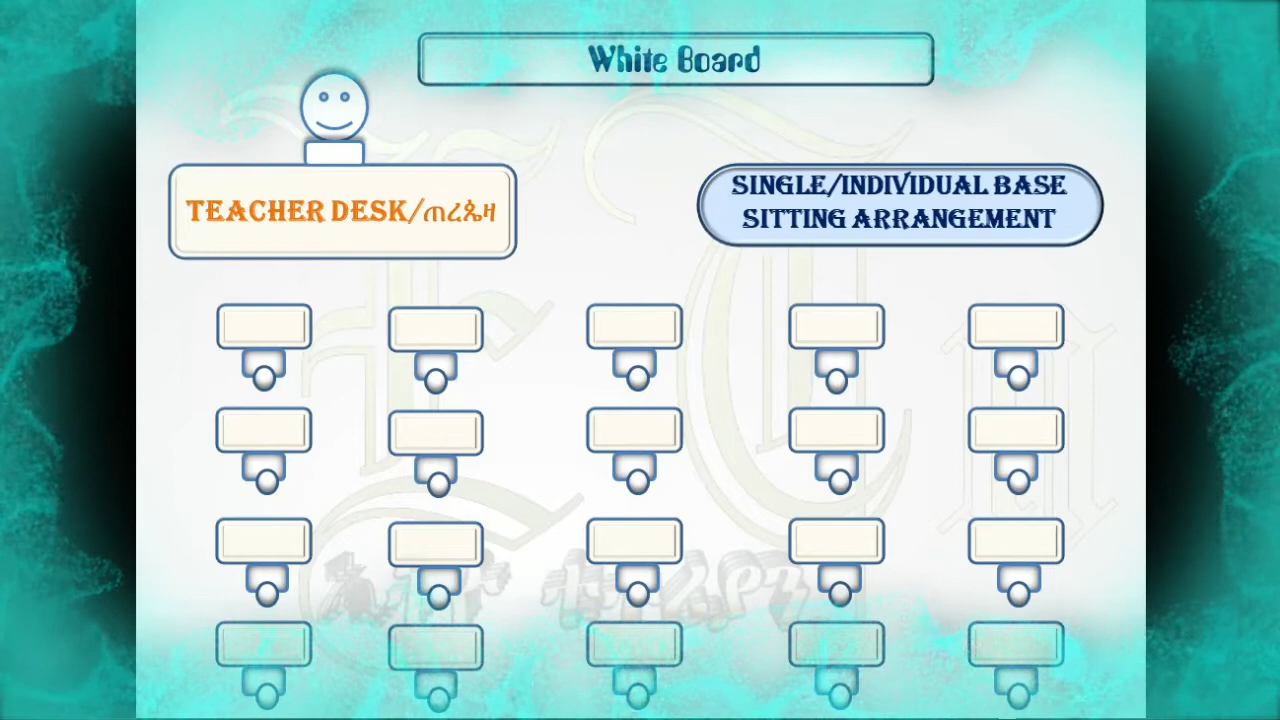 White Board
TEACHER DESK/ጠረጴዛ
SINGLE/INDIVIDUAL BASE
SITTING ARRANGEMENT